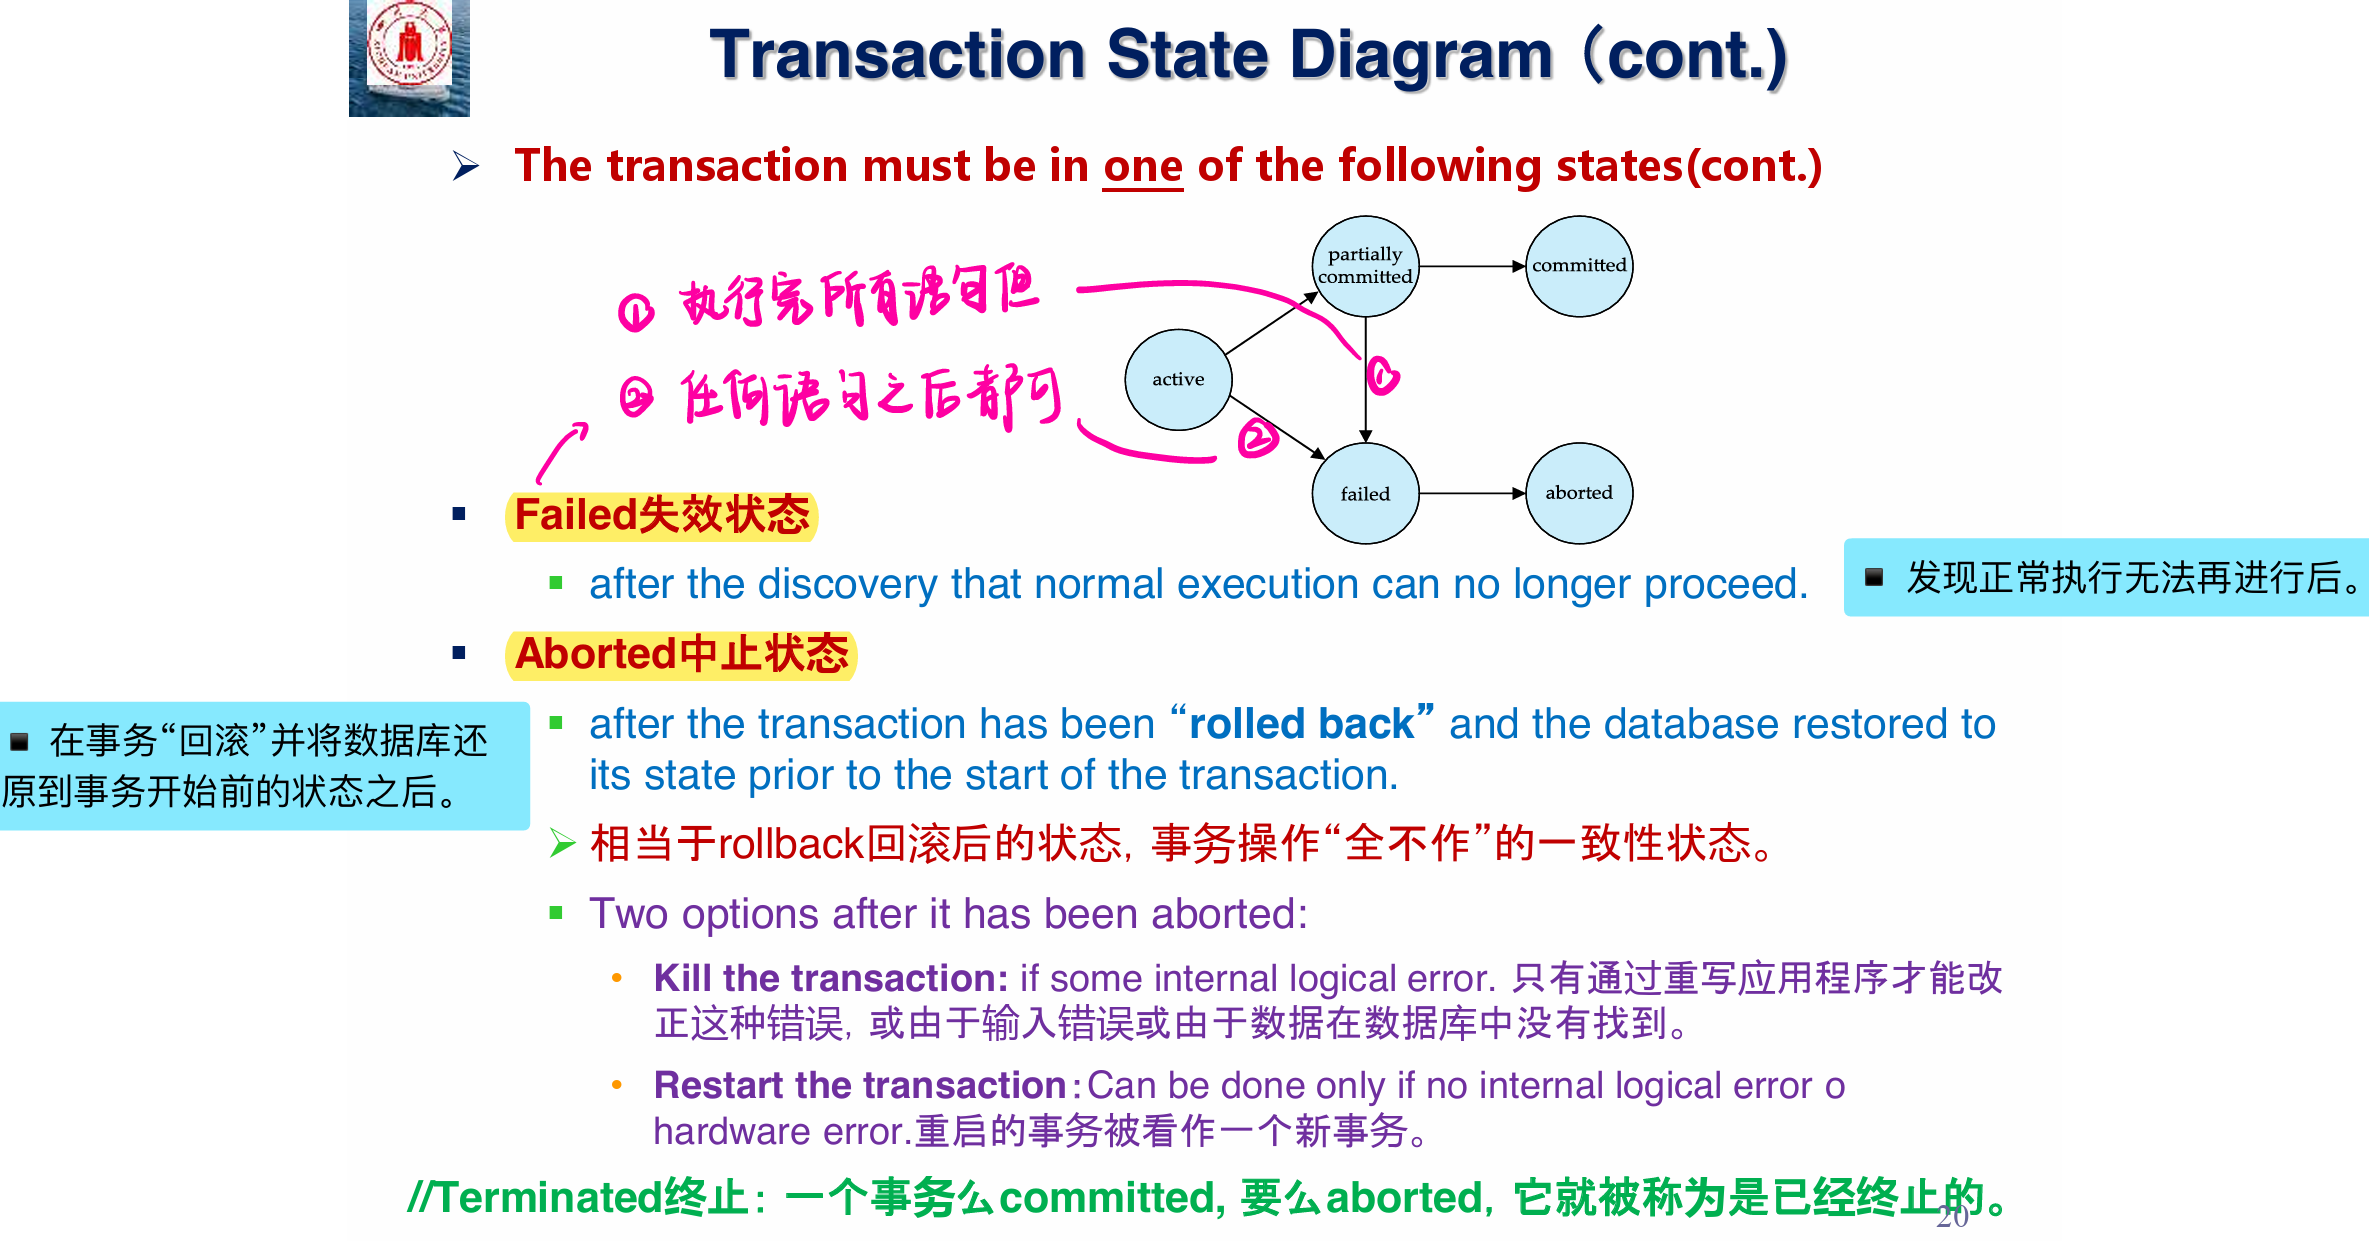 Transaction State Diagram（cont.)
The transaction must be in one of the following states(cont.)
partially
committed
committed
① 执行完所有语句但
active
①
② 任何语句之后都可
②
failed
aborted
Failed失效状态
after the discovery that normal execution can no longer proceed.
发现正常执行无法再进行后。
Aborted中止状态
在事务“回滚”并将数据库还
原到事务开始前的状态之后。
after the transaction has been “rolled back” and the database restored to
its state prior to the start of the transaction.
相当于rollback回滚后的状态, 事务操作“全不作”的一致性状态。
Two options after it has been aborted:
Kill the transaction: if some internal logical error. 只有通过重写应用程序才能改
正这种错误, 或由于输入错误或由于数据在数据库中没有找到。
Restart the transaction：Can be done only if no internal logical error o
hardware error.重启的事务被看作一个新事务。
//Terminated终止：一个事务么committed, 要么aborted, 它就被称为是已经终止的。
20